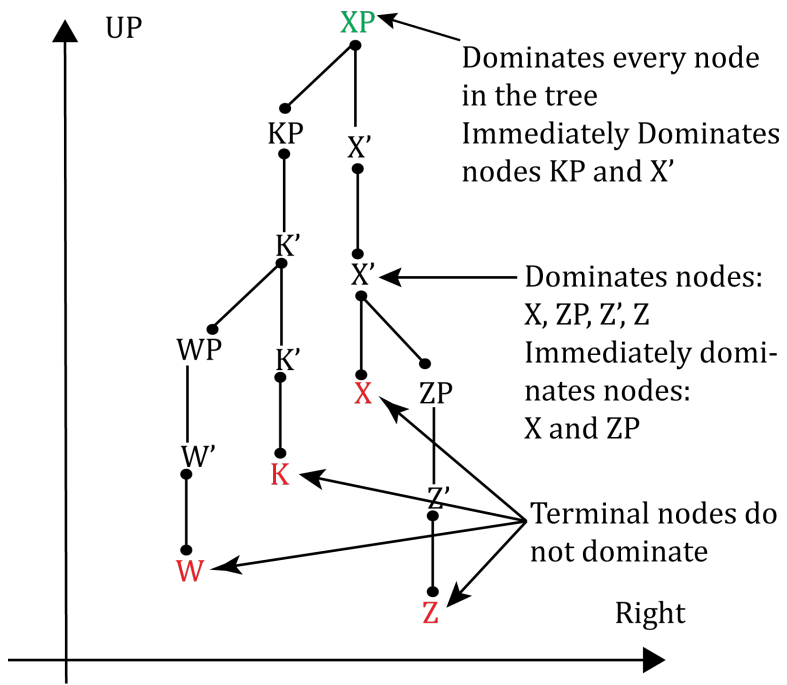 UP
XP
Dominates every node
in the tree
Immediately Dominates
nodes KP and X'
KP
X'
K'
X'
Dominates nodes:
X, ZP, Z', Z
Immediately domi-
nates nodes:
X and ZP
WP
K'
X
ZP
W'
K
Z'
Terminal nodes do
not dominate
W
Z
Right